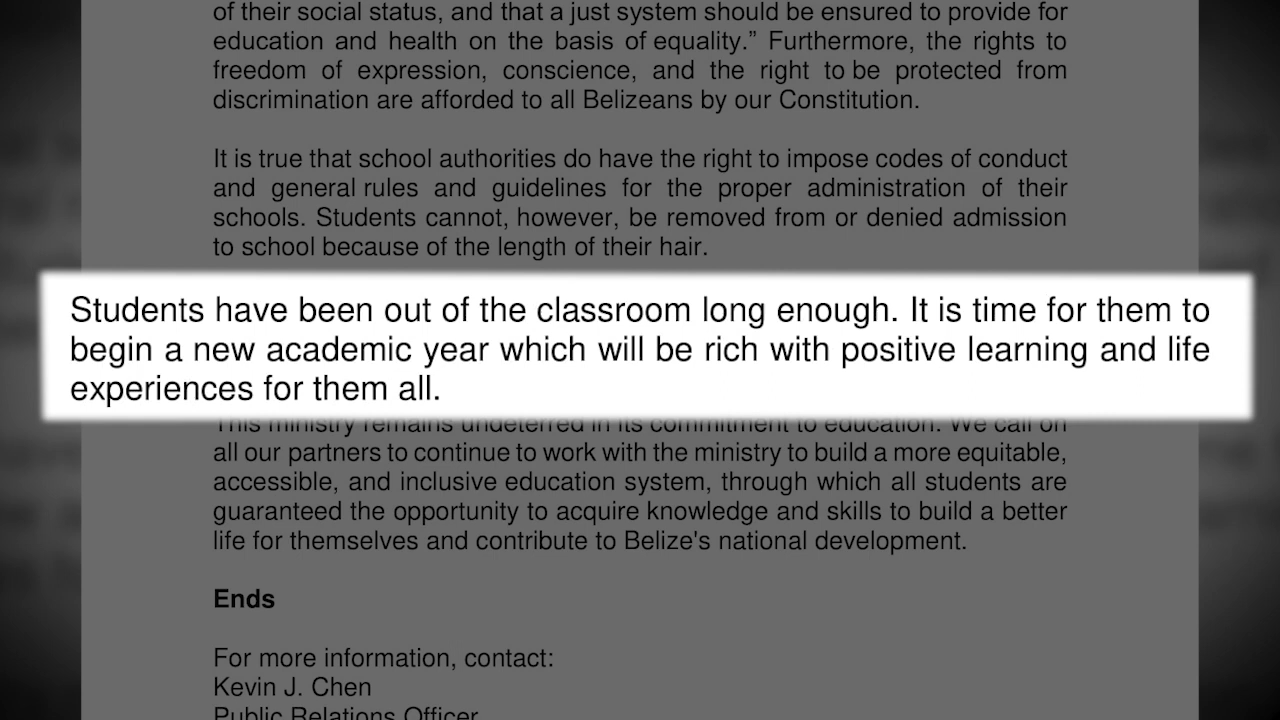 of their social status, and that a just system should be ensured to provide for
education and health on the basis of equality.” Furthermore, the rights to
freedom of expression, conscience, and the right to be protected from
discrimination are afforded to all Belizeans by our Constitution.
It is true that school authorities do have the right to impose codes of conduct
and general rules and guidelines for the proper administration of their
schools. Students cannot, however, be removed from or denied admission
to school because of the length of their hair.
Students have been out of the classroom long enough. It is time for them to
begin a new academic year which will be rich with positive learning and life
experiences for them all.
This ministry remains undeterred in its commitment to education. We call on
all our partners to continue to work with the ministry to build a more equitable,
accessible, and inclusive education system, through which all students are
guaranteed the opportunity to acquire knowledge and skills to build a better
life for themselves and contribute to Belize's national development.
Ends
For more information, contact:
Kevin J. Chen
Public Relations Officer